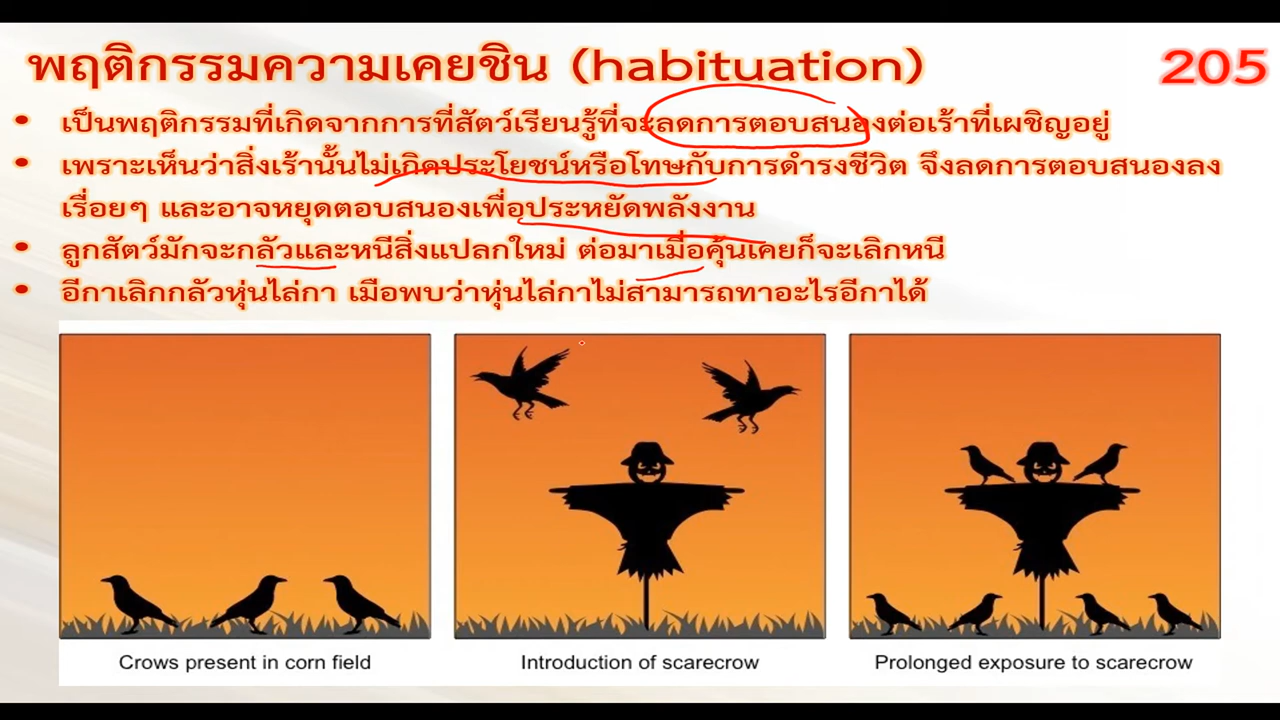 พฤติกรรมความเคยชิน (habituation)
205
• เป็นพฤติกรรมที่เกิดจากการที่สัตว์เรียนรู้ที่จะลดการตอบสนองต่อเร้าที่เผชิญอยู่
• เพราะเห็นว่าสิ่งเร้านั้นไม่เกิดประโยชน์หรือโทษกับการดำรงชีวิต จึงลดการตอบสนองลง
เรื่อยๆ และอาจหยุดตอบสนองเพื่อประหยัดพลังงาน
• ลูกสัตว์มักจะกลัวและหนีสิ่งแปลกใหม่ ต่อมาเมื่อคุ้นเคยก็จะเลิกหนี
• อีกาเลิกกลัวหุ่นไล่กา เมือพบว่าหุ่นไล่กาไม่สามารถทาอะไรอีกาได้
Crows present in corn field
Introduction of scarecrow
Prolonged exposure to scarecrow